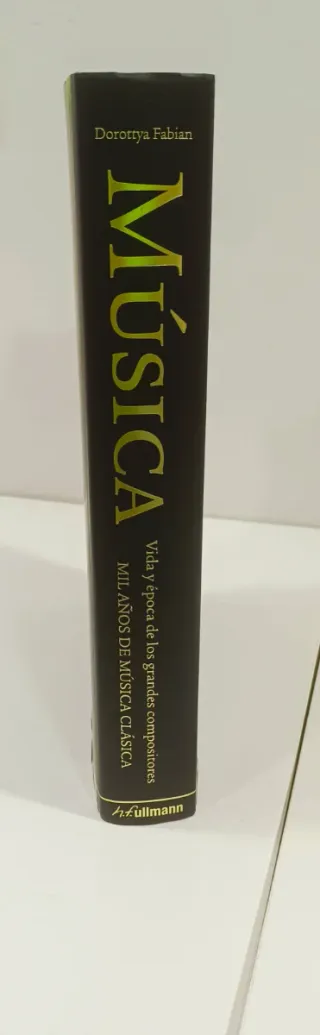 Dorottya Fabian
MÚSICA
Vida y época de los grandes compositores
MIL AÑOS DE MÚSICA CLÁSICA
h.f.ullmann